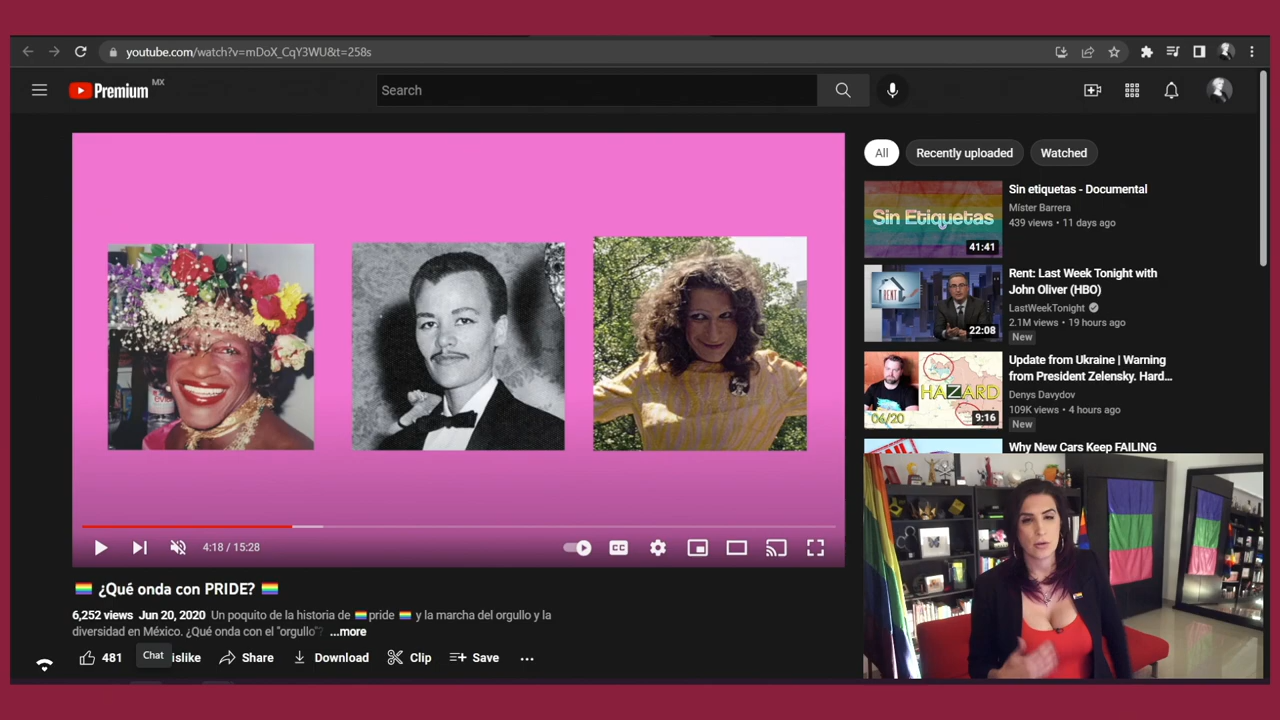 youtube.com/watch?v=mDoX_CqY3WU&t=258s
Premium MX
Search
All
Recently uploaded
Watched
Sin Etiquetas
41:41
Sin etiquetas - Documental
Míster Barrera
439 views • 11 days ago
RENT
22:08
Rent: Last Week Tonight with
John Oliver (HBO)
LastWeekTonight
2.1M views • 19 hours ago
New
HAZARD
06/20
9:16
Update from Ukraine | Warning
from President Zelensky. Hard...
Denys Davydov
109K views • 4 hours ago
New
Why New Cars Keep FAILING
4:18 / 15:28
CC
🏳️‍🌈 ¿Qué onda con PRIDE? 🏳️‍🌈
6,252 views Jun 20, 2020 Un poquito de la historia de 🏳️‍🌈pride 🏳️‍🌈 y la marcha del orgullo y la
diversidad en México. ¿Qué onda con el "orgullo"? ...more
481
Chat
islike
Share
Download
Clip
Save